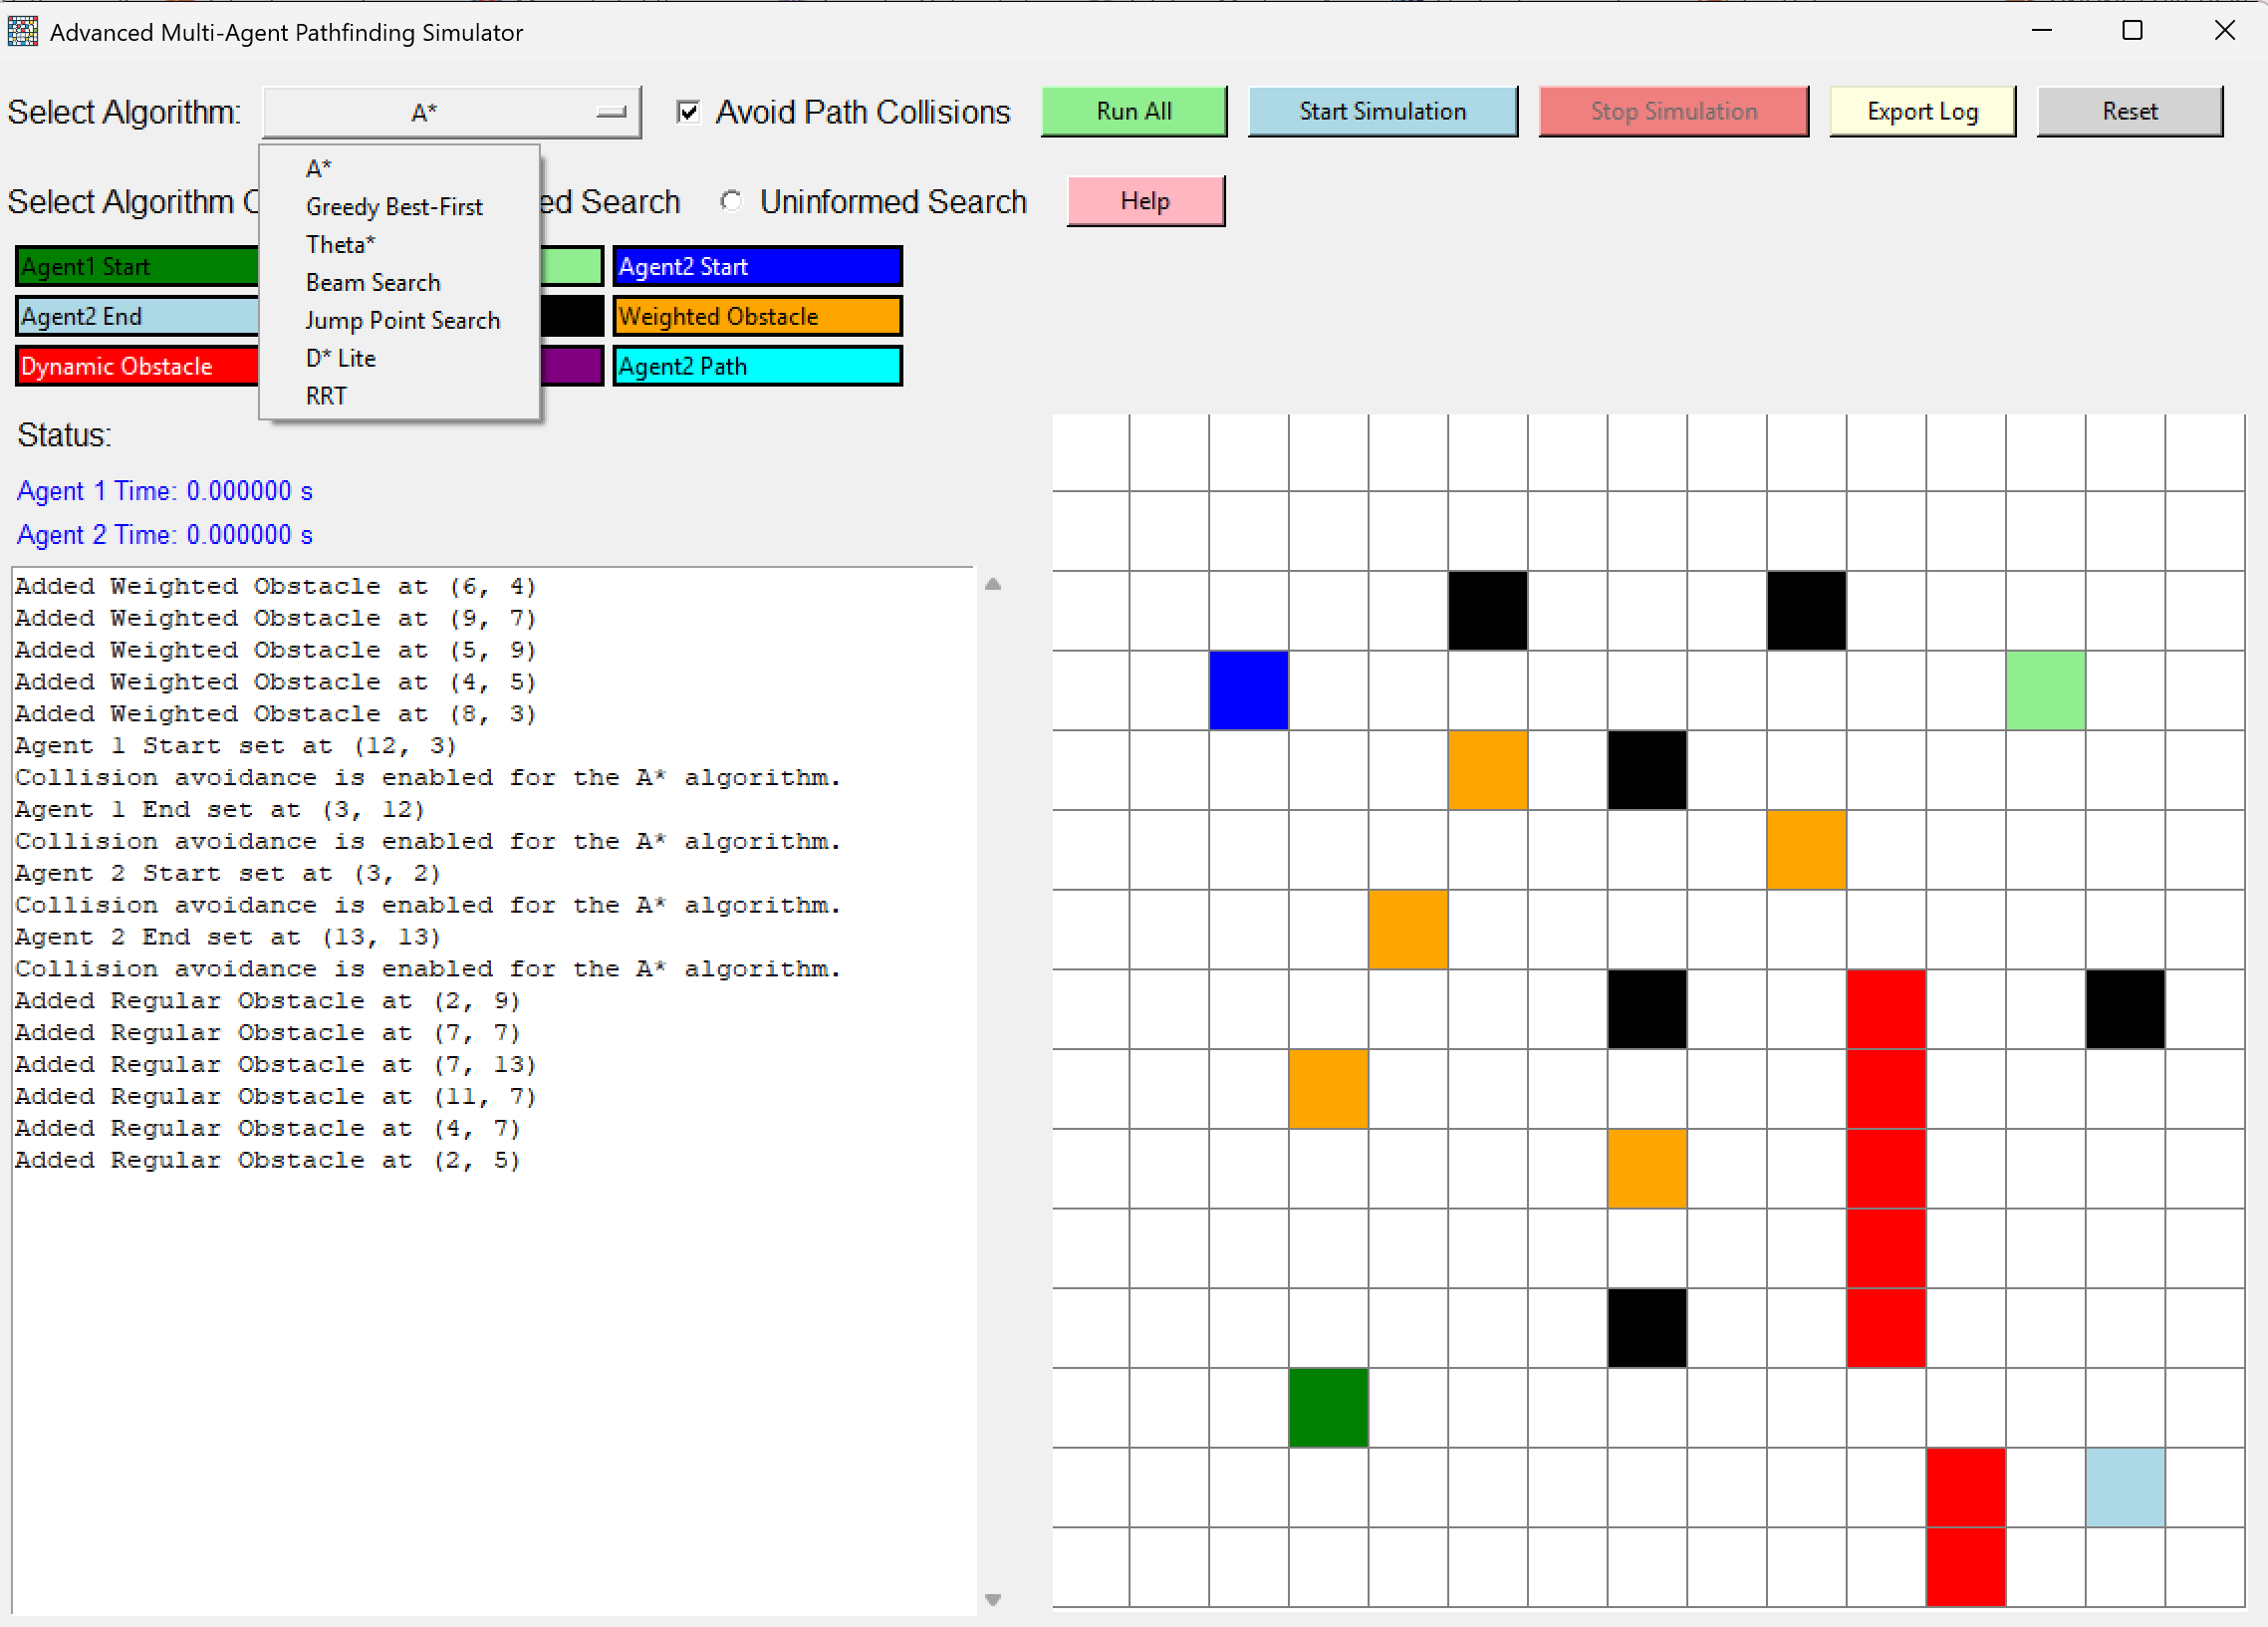 Advanced Multi-Agent Pathfinding Simulator
Select Algorithm: A* Avoid Path Collisions Run All Start Simulation Stop Simulation Export Log Reset
A*
Greedy Best-First
Theta*
Beam Search
Jump Point Search
D* Lite
RRT
Select Algorithm ed Search Uninformed Search Help
Agent1 Start Agent2 Start
Agent2 End Weighted Obstacle
Dynamic Obstacle Agent2 Path
Status:
Agent 1 Time: 0.000000 s
Agent 2 Time: 0.000000 s
Added Weighted Obstacle at (6, 4)
Added Weighted Obstacle at (9, 7)
Added Weighted Obstacle at (5, 9)
Added Weighted Obstacle at (4, 5)
Added Weighted Obstacle at (8, 3)
Agent 1 Start set at (12, 3)
Collision avoidance is enabled for the A* algorithm.
Agent 1 End set at (3, 12)
Collision avoidance is enabled for the A* algorithm.
Agent 2 Start set at (3, 2)
Collision avoidance is enabled for the A* algorithm.
Agent 2 End set at (13, 13)
Collision avoidance is enabled for the A* algorithm.
Added Regular Obstacle at (2, 9)
Added Regular Obstacle at (7, 7)
Added Regular Obstacle at (7, 13)
Added Regular Obstacle at (11, 7)
Added Regular Obstacle at (4, 7)
Added Regular Obstacle at (2, 5)